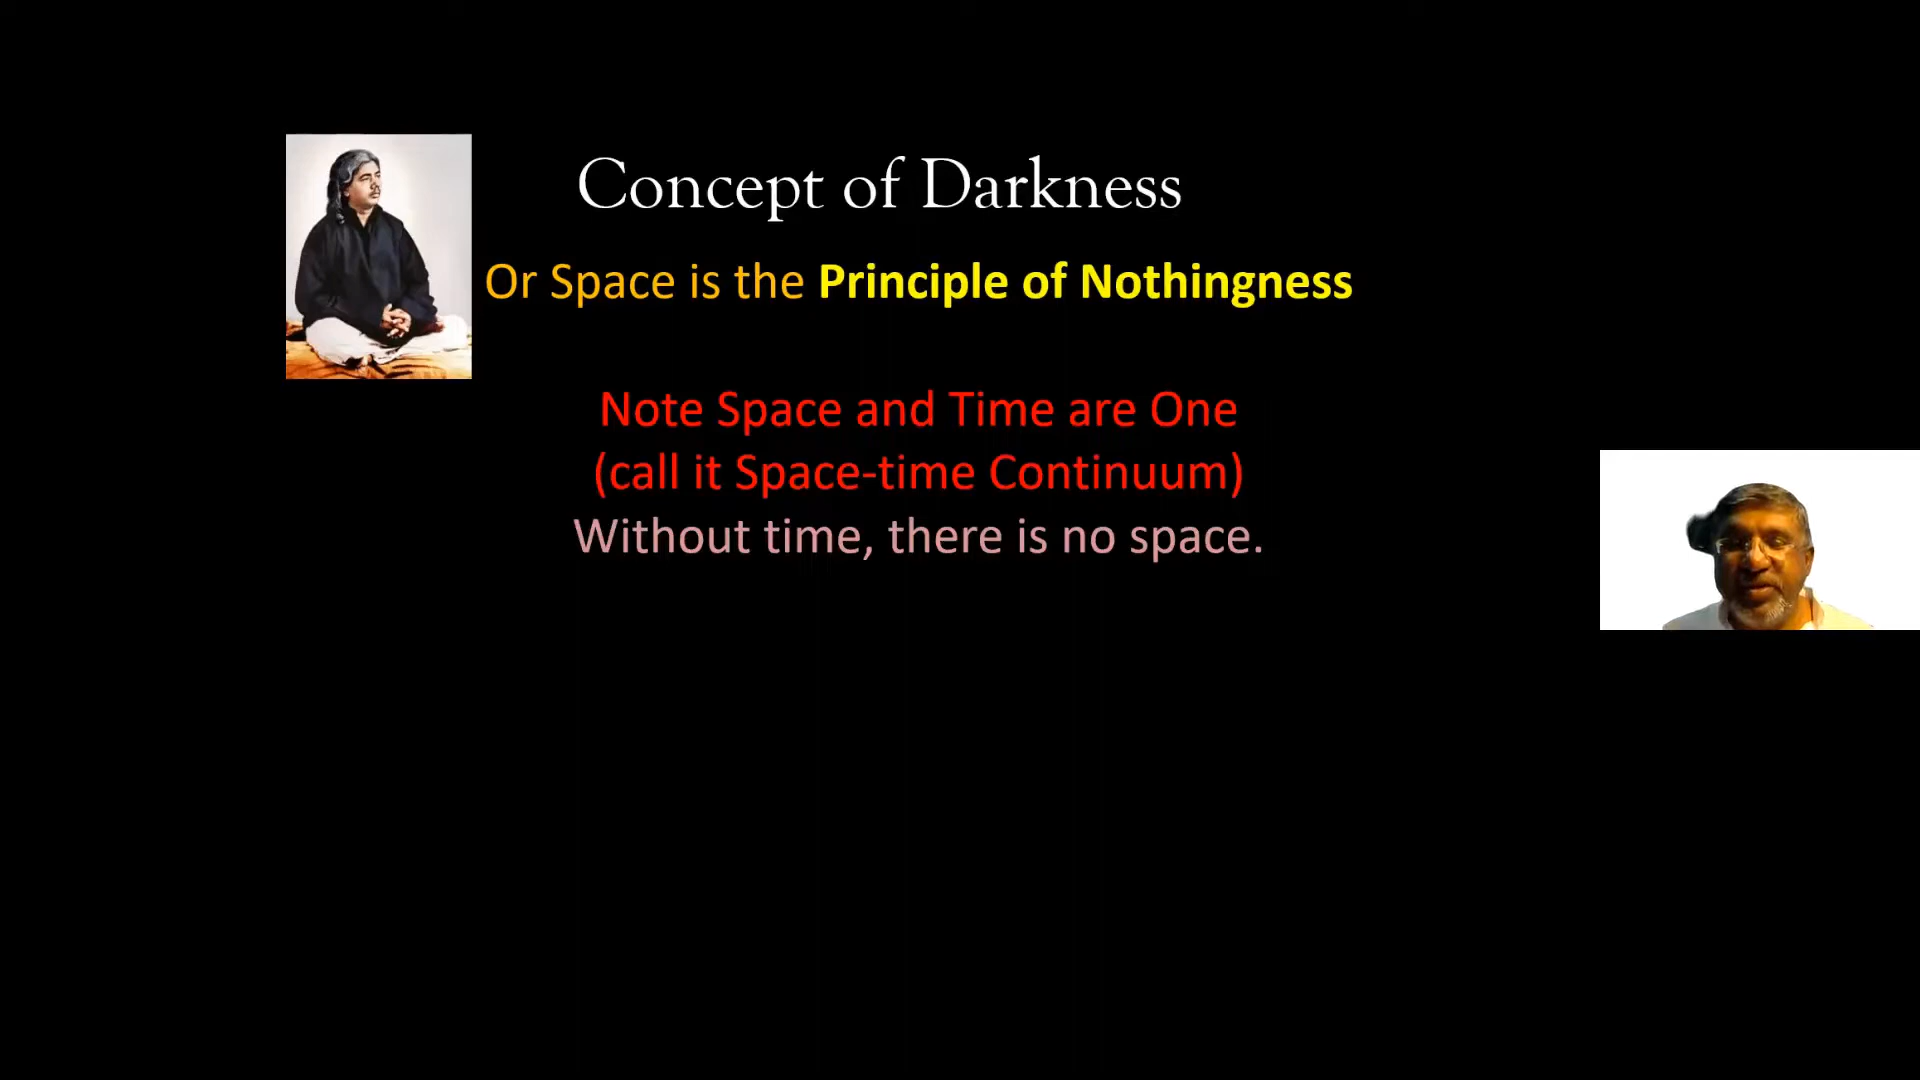 Concept of Darkness
Or Space is the Principle of Nothingness
Note Space and Time are One
(call it Space-time Continuum)
Without time, there is no space.